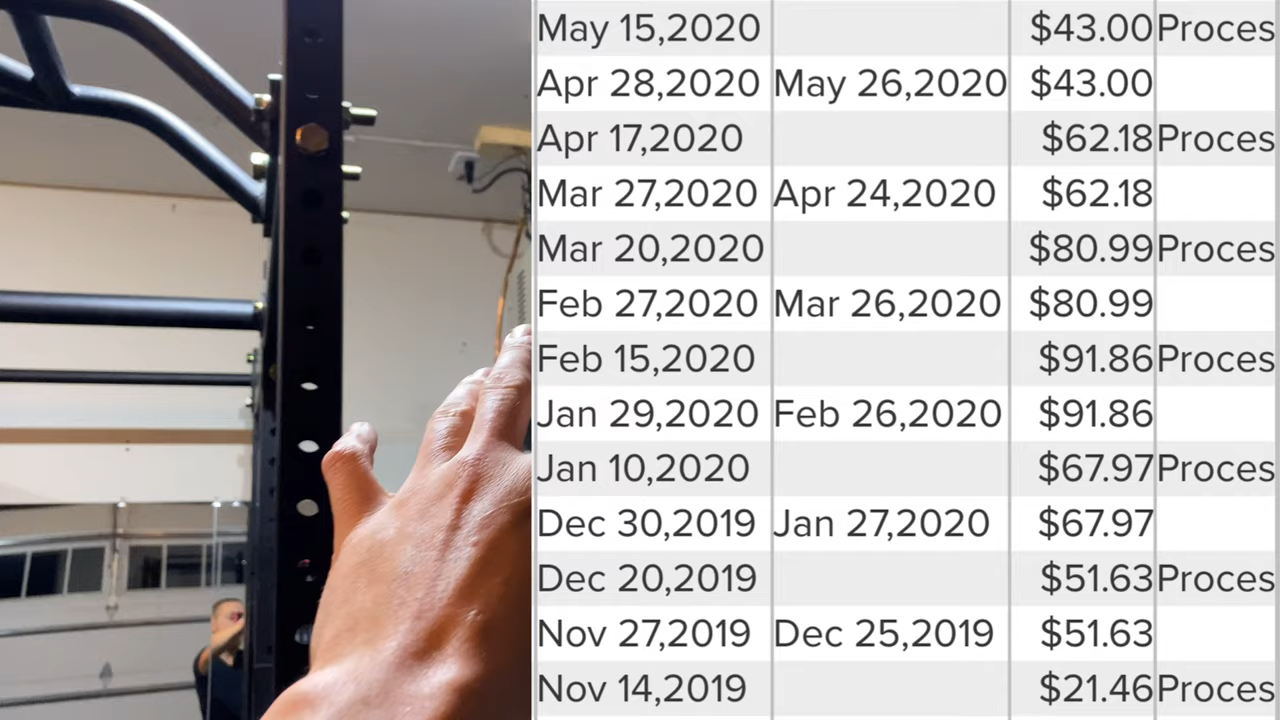 May 15,2020 $43.00 Proces
Apr 28,2020 May 26,2020 $43.00
Apr 17,2020 $62.18 Proces
Mar 27,2020 Apr 24,2020 $62.18
Mar 20,2020 $80.99 Proces
Feb 27,2020 Mar 26,2020 $80.99
Feb 15,2020 $91.86 Proces
Jan 29,2020 Feb 26,2020 $91.86
Jan 10,2020 $67.97 Proces
Dec 30,2019 Jan 27,2020 $67.97
Dec 20,2019 $51.63 Proces
Nov 27,2019 Dec 25,2019 $51.63
Nov 14,2019 $21.46 Proces